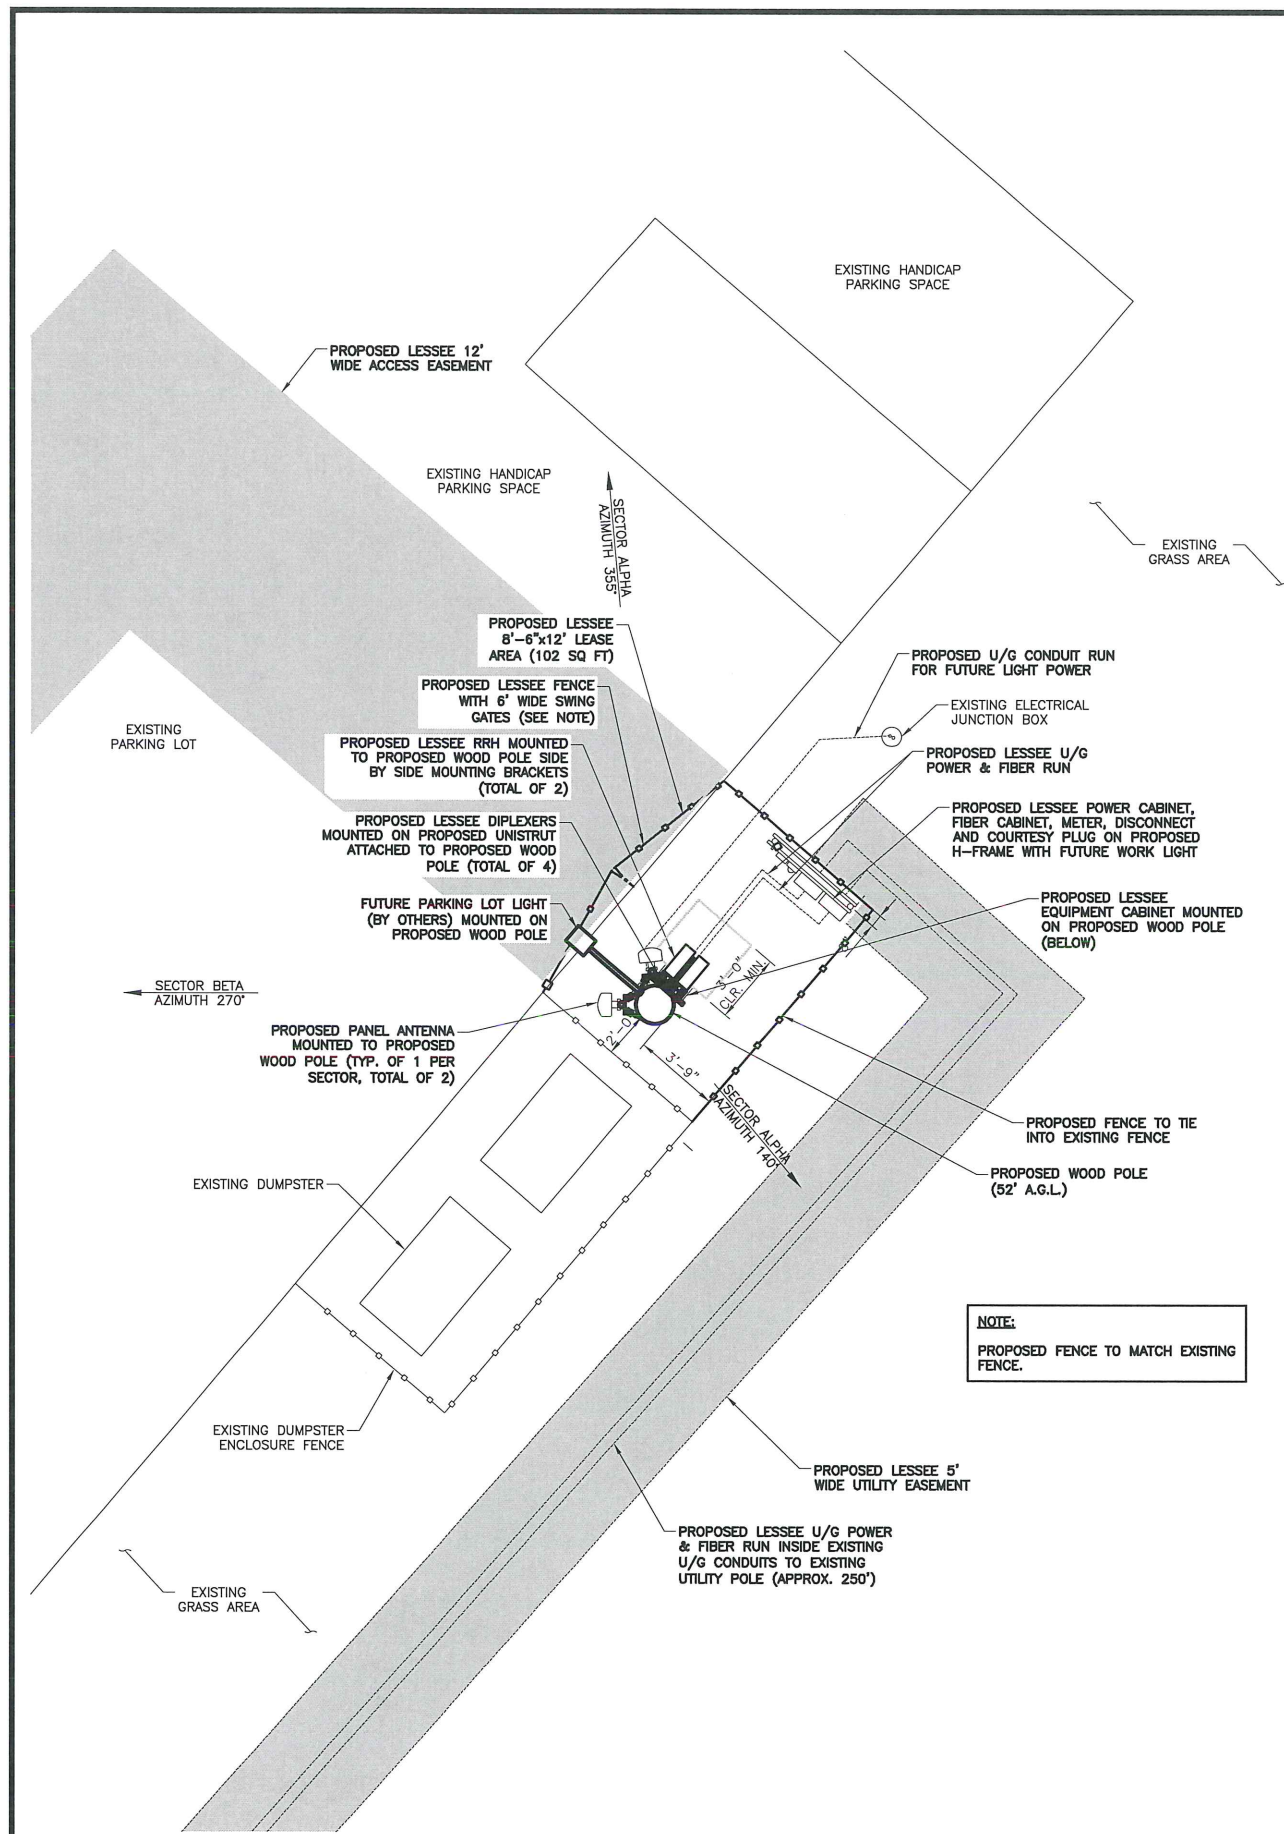 EXISTING HANDICAP
PARKING SPACE
PROPOSED LESSEE 12'
WIDE ACCESS EASEMENT
EXISTING HANDICAP
PARKING SPACE
SECTOR ALPHA
AZIMUTH 355°
EXISTING
GRASS AREA
PROPOSED LESSEE
8'-6"x12' LEASE
AREA (102 SQ FT)
PROPOSED U/G CONDUIT RUN
FOR FUTURE LIGHT POWER
PROPOSED LESSEE FENCE
WITH 6' WIDE SWING
GATES (SEE NOTE)
EXISTING ELECTRICAL
JUNCTION BOX
EXISTING
PARKING LOT
PROPOSED LESSEE RRH MOUNTED
TO PROPOSED WOOD POLE SIDE
BY SIDE MOUNTING BRACKETS
(TOTAL OF 2)
PROPOSED LESSEE U/G
POWER & FIBER RUN
PROPOSED LESSEE DIPLEXERS
MOUNTED ON PROPOSED UNISTRUT
ATTACHED TO PROPOSED WOOD
POLE (TOTAL OF 4)
PROPOSED LESSEE POWER CABINET,
FIBER CABINET, METER, DISCONNECT
AND COURTESY PLUG ON PROPOSED
H-FRAME WITH FUTURE WORK LIGHT
FUTURE PARKING LOT LIGHT
(BY OTHERS) MOUNTED ON
PROPOSED WOOD POLE
PROPOSED LESSEE
EQUIPMENT CABINET MOUNTED
ON PROPOSED WOOD POLE
(BELOW)
3'-0"
CLR. MIN.
SECTOR BETA
AZIMUTH 270°
PROPOSED PANEL ANTENNA
MOUNTED TO PROPOSED
WOOD POLE (TYP. OF 1 PER
SECTOR, TOTAL OF 2)
2'-0
3'-9"
SECTOR ALPHA
AZIMUTH 140°
PROPOSED FENCE TO TIE
INTO EXISTING FENCE
PROPOSED WOOD POLE
(52' A.G.L.)
EXISTING DUMPSTER
NOTE:
PROPOSED FENCE TO MATCH EXISTING
FENCE.
EXISTING DUMPSTER
ENCLOSURE FENCE
PROPOSED LESSEE 5'
WIDE UTILITY EASEMENT
PROPOSED LESSEE U/G POWER
& FIBER RUN INSIDE EXISTING
U/G CONDUITS TO EXISTING
UTILITY POLE (APPROX. 250')
EXISTING
GRASS AREA